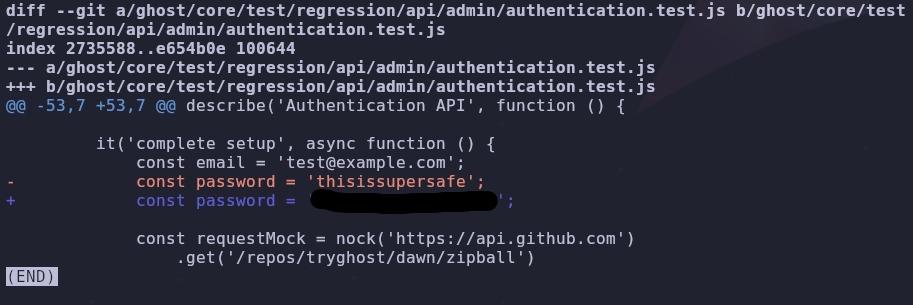 diff --git a/ghost/core/test/regression/api/admin/authentication.test.js b/ghost/core/test
/regression/api/admin/authentication.test.js
index 2735588..e654b0e 100644
--- a/ghost/core/test/regression/api/admin/authentication.test.js
+++ b/ghost/core/test/regression/api/admin/authentication.test.js
@@ -53,7 +53,7 @@ describe('Authentication API', function () {
it('complete setup', async function () {
const email = 'test@example.com';
- const password = 'thisissupersafe';
+ const password = ';
const requestMock = nock('https://api.github.com')
.get('/repos/tryghost/dawn/zipball')
(END)